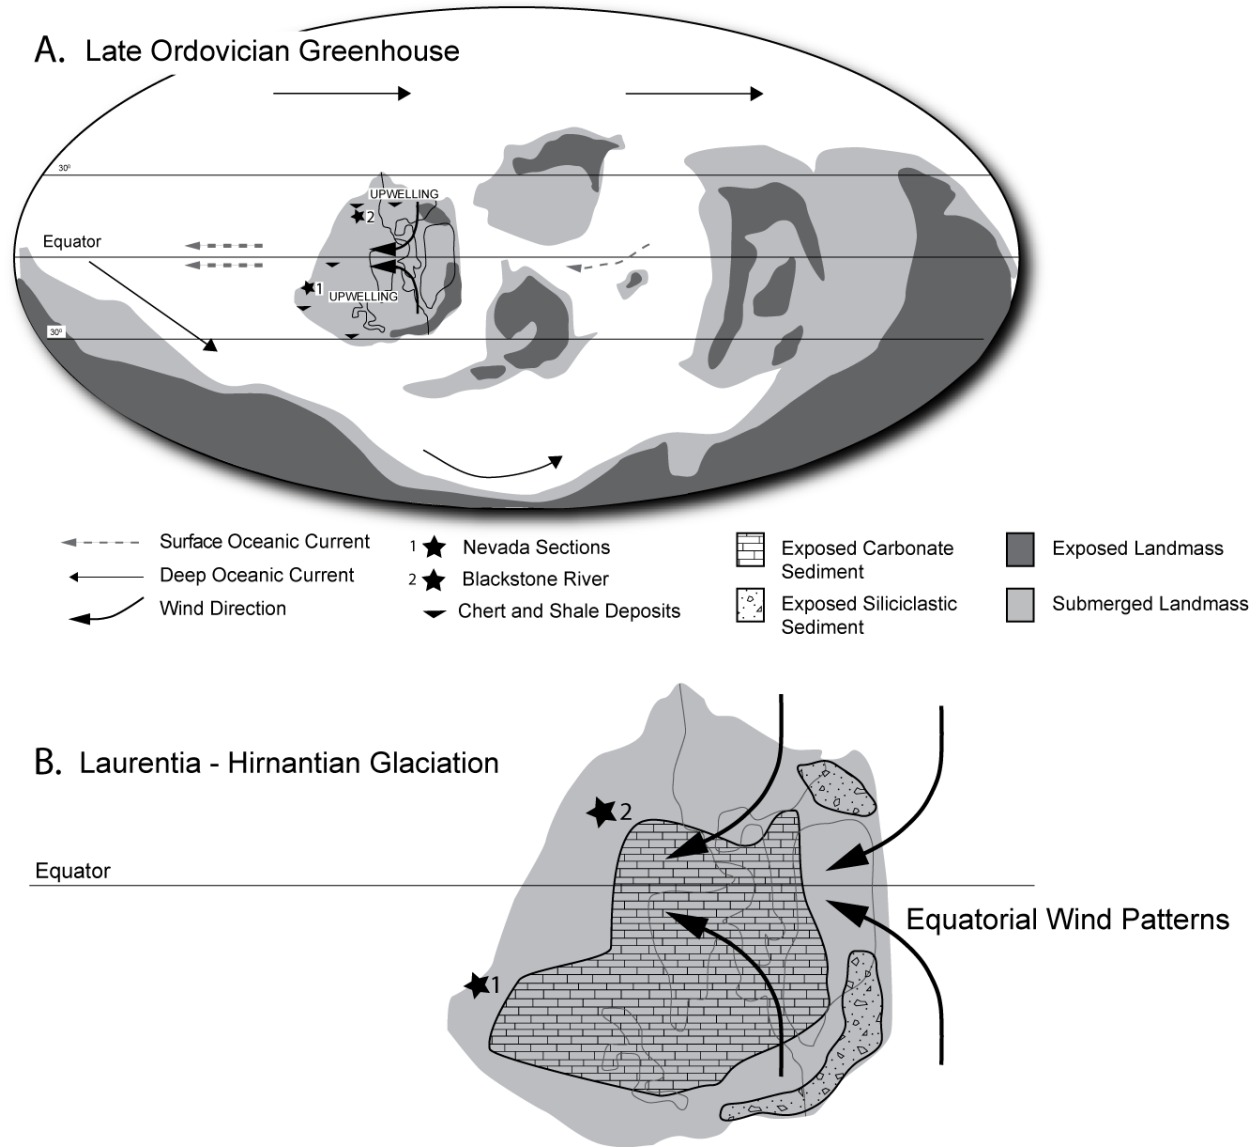 A. Late Ordovician Greenhouse
30⁰
UPWELLING
2
Equator
1
UPWELLING
30⁰
Surface Oceanic Current
Deep Oceanic Current
Wind Direction
1 Nevada Sections
2 Blackstone River
Chert and Shale Deposits
Exposed Carbonate
Sediment
Exposed Siliciclastic
Sediment
Exposed Landmass
Submerged Landmass
B. Laurentia - Hirnantian Glaciation
2
Equator
Equatorial Wind Patterns
1